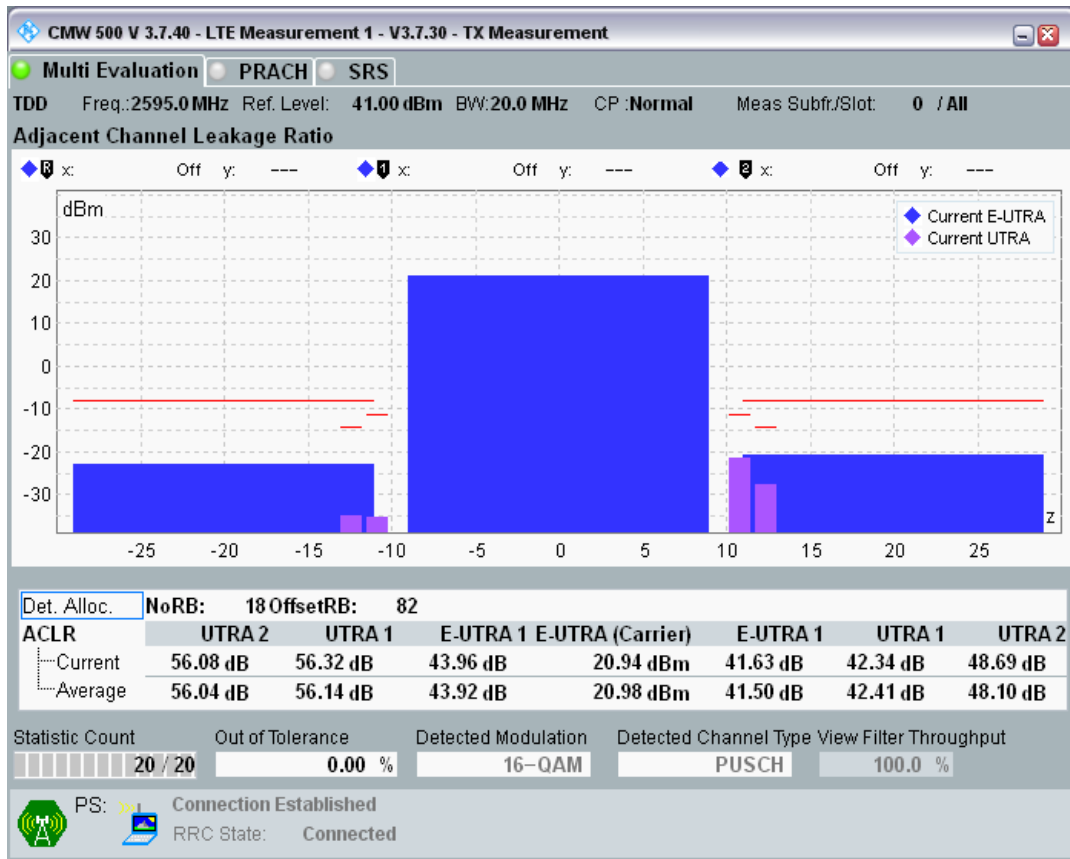 CMW 500 V 3.7.40 - LTE Measurement 1 - V3.7.30 - TX Measurement
Multi Evaluation PRACH SRS
TDD Freq.:2595.0 MHz Ref. Level: 41.00 dBm BW:20.0 MHz CP :Normal Meas Subfr./Slot: 0 / All
Adjacent Channel Leakage Ratio
R x: Off y: --- 1 x: Off y: --- 2 x: Off y: ---
dBm
Current E-UTRA
Current UTRA
30
20
10
0
-10
-20
-30
z
-25 -20 -15 -10 -5 0 5 10 15 20 25
Det. Alloc. NoRB: 18 OffsetRB: 82
ACLR UTRA 2 UTRA 1 E-UTRA 1 E-UTRA (Carrier) E-UTRA 1 UTRA 1 UTRA 2
Current 56.08 dB 56.32 dB 43.96 dB 20.94 dBm 41.63 dB 42.34 dB 48.69 dB
Average 56.04 dB 56.14 dB 43.92 dB 20.98 dBm 41.50 dB 42.41 dB 48.10 dB
Statistic Count Out of Tolerance Detected Modulation Detected Channel Type View Filter Throughput
20 / 20 0.00 % 16-QAM PUSCH 100.0 %
PS: Connection Established
RRC State: Connected